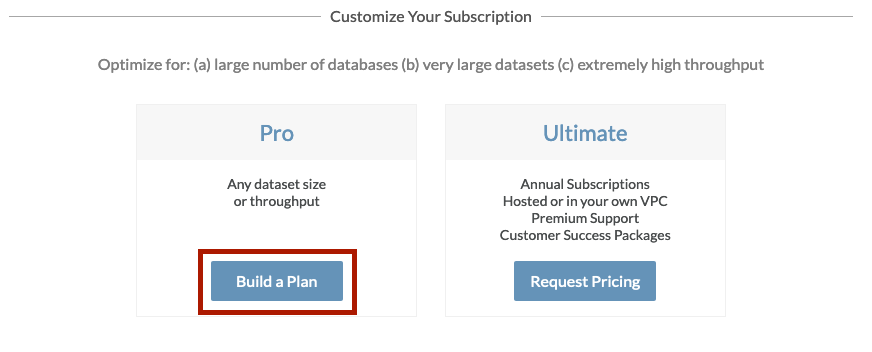 Customize Your Subscription
Optimize for: (a) large number of databases (b) very large datasets (c) extremely high throughput
Pro
Any dataset size
or throughput
Build a Plan
Ultimate
Annual Subscriptions
Hosted or in your own VPC
Premium Support
Customer Success Packages
Request Pricing